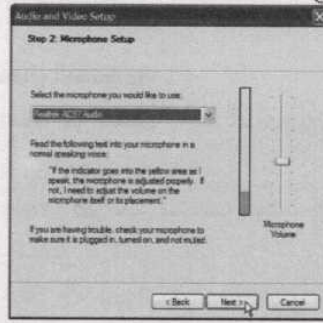 Audio and Video Setup
Step 2: Microphone Setup
Select the microphone you would like to use:
Realtek AC97 Audio
Read the following text into your microphone in a
normal speaking voice:
"If the indicator goes into the yellow area as I
speak, the microphone is adjusted properly. If
not, I need to adjust the volume on the
microphone itself or its placement."
If you are having trouble, check your microphone to
make sure it is plugged in, turned on, and not muted.
Microphone
Volume
< Back
Next >
Cancel